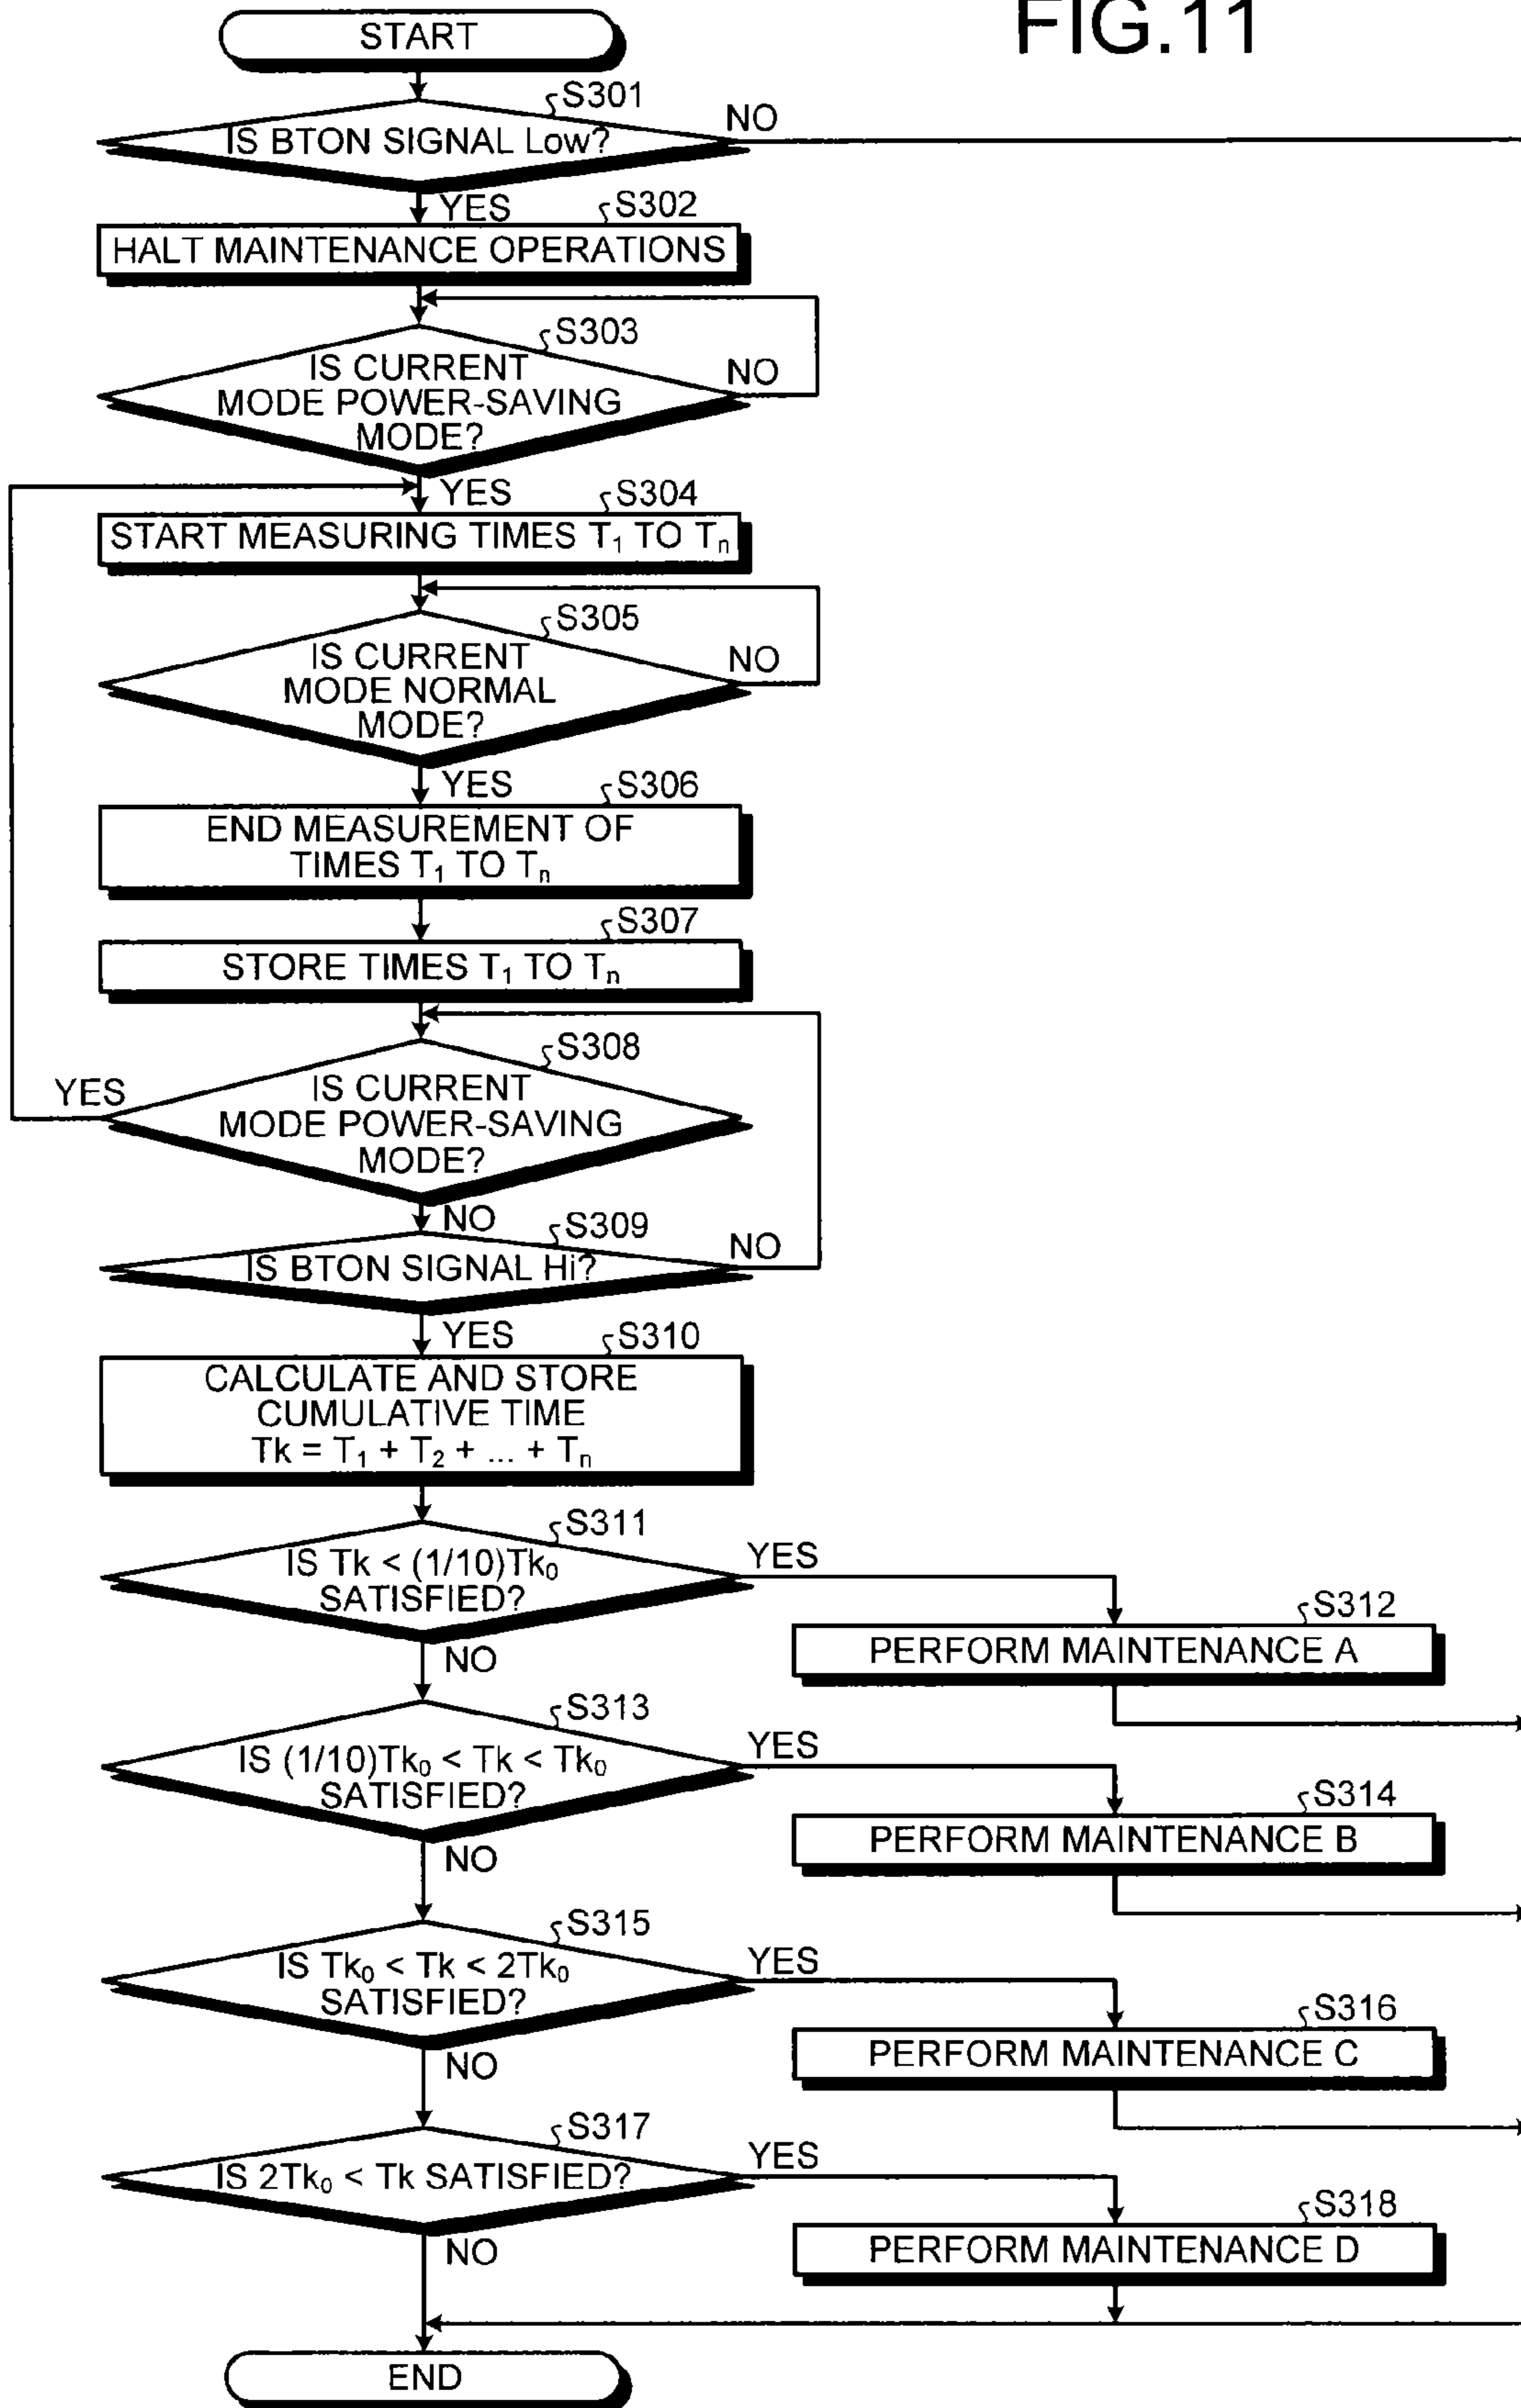 FIG.11
START
S301
IS BTON SIGNAL Low?
NO
YES
S302
HALT MAINTENANCE OPERATIONS
S303
IS CURRENT
MODE POWER-SAVING
MODE?
NO
YES
S304
START MEASURING TIMES T₁ TO Tₙ
S305
IS CURRENT
MODE NORMAL
MODE?
NO
YES
S306
END MEASUREMENT OF
TIMES T₁ TO Tₙ
S307
STORE TIMES T₁ TO Tₙ
S308
YES
IS CURRENT
MODE POWER-SAVING
MODE?
NO
S309
IS BTON SIGNAL Hi?
NO
YES
S310
CALCULATE AND STORE
CUMULATIVE TIME
Tk = T₁ + T₂ + ... + Tₙ
S311
IS Tk < (1/10)Tk₀
SATISFIED?
YES
S312
PERFORM MAINTENANCE A
NO
S313
IS (1/10)Tk₀ < Tk < Tk₀
SATISFIED?
YES
S314
PERFORM MAINTENANCE B
NO
S315
IS Tk₀ < Tk < 2Tk₀
SATISFIED?
YES
S316
PERFORM MAINTENANCE C
NO
S317
IS 2Tk₀ < Tk SATISFIED?
YES
S318
PERFORM MAINTENANCE D
NO
END